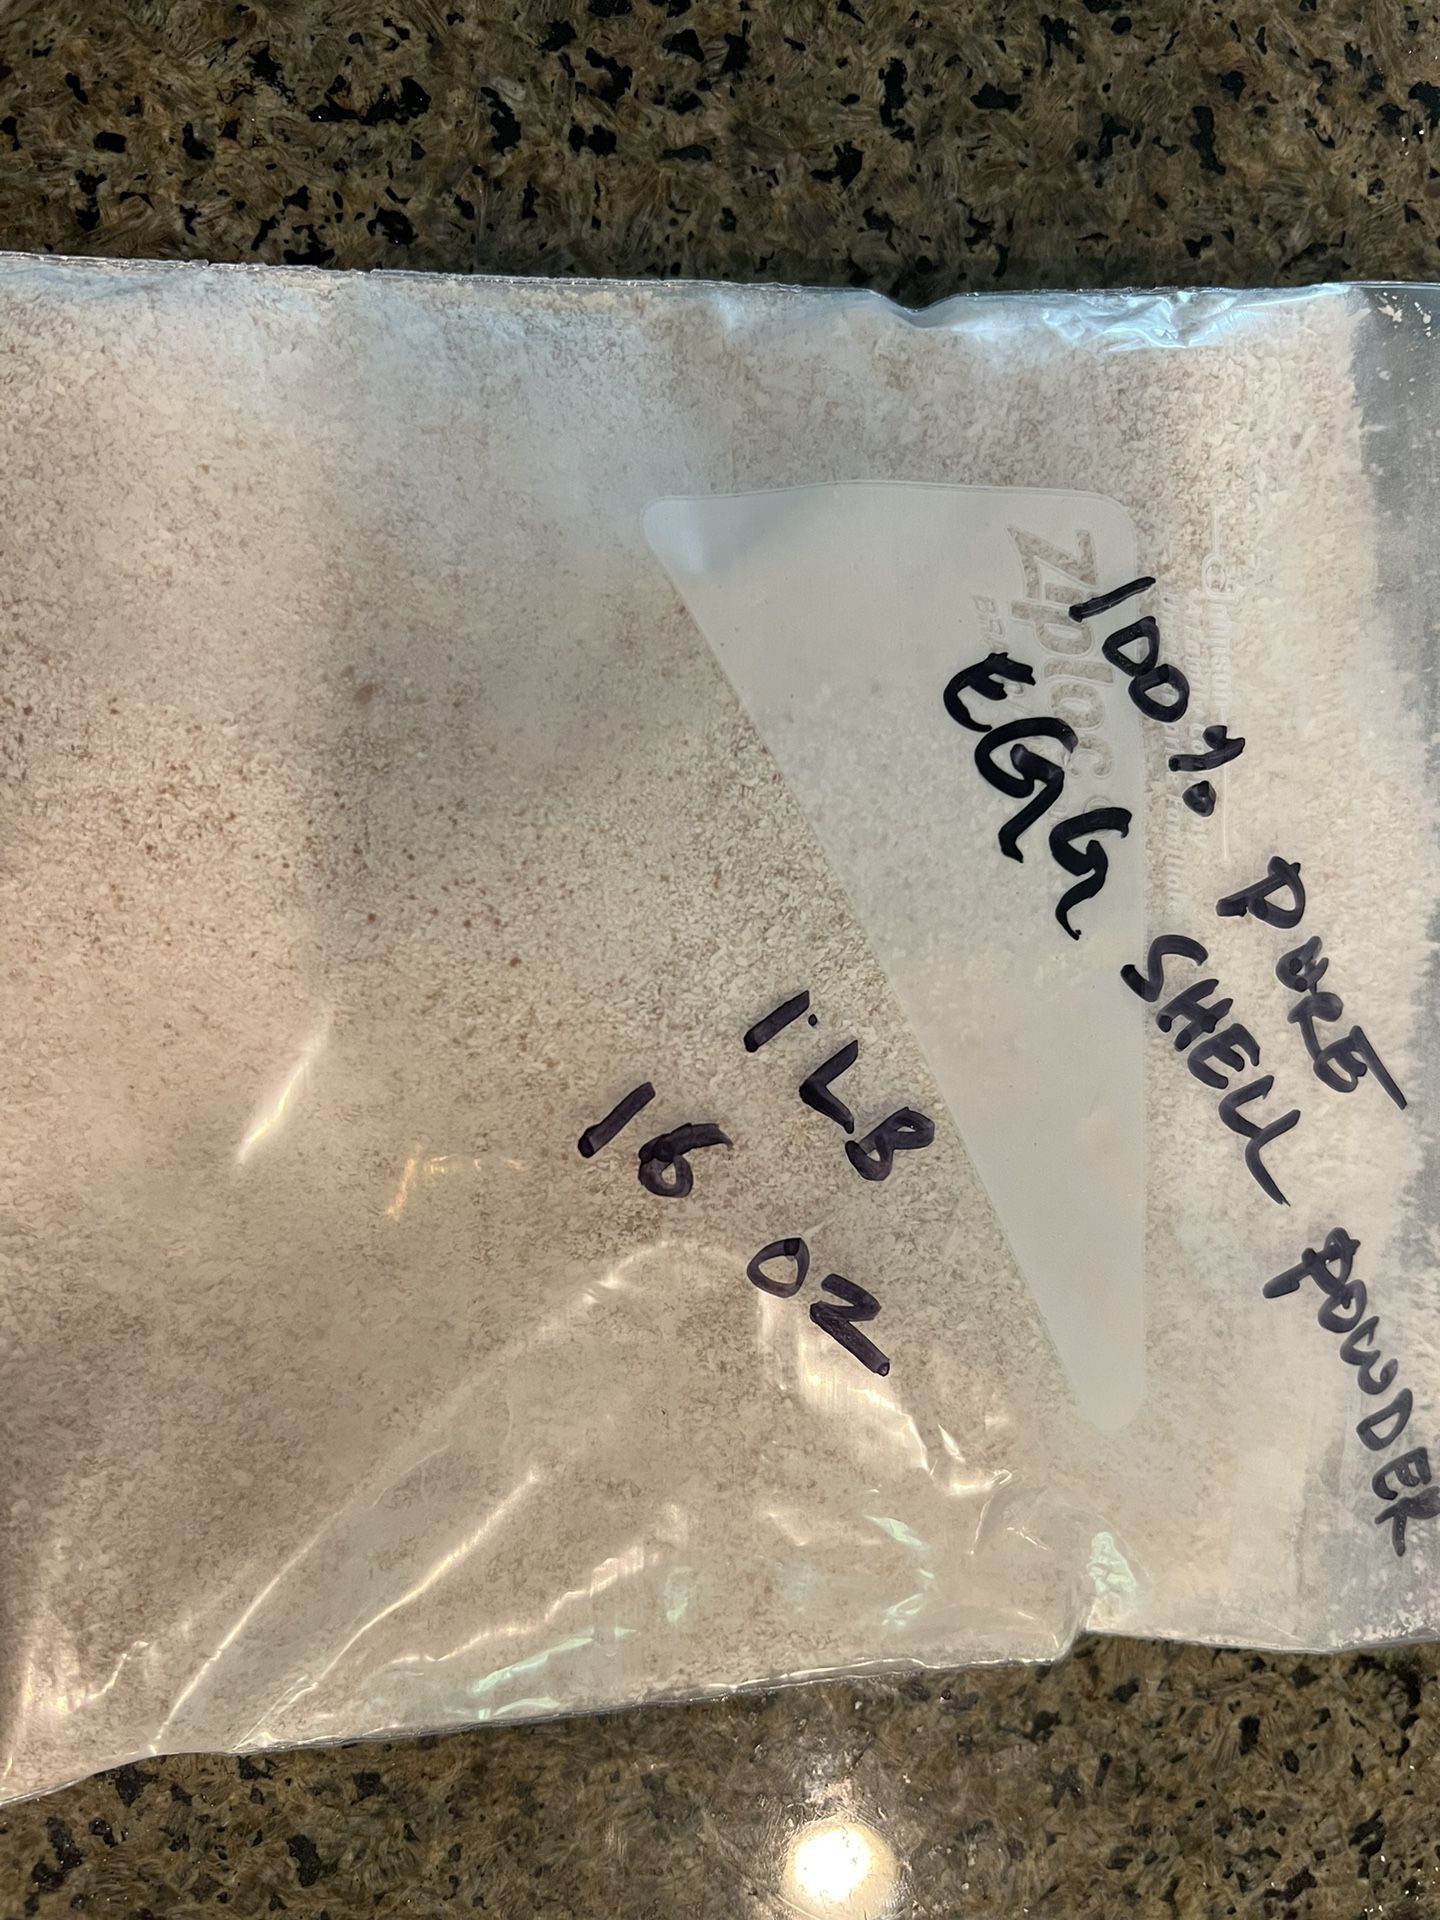 100% PURE
EGG SHELL POWDER
1 LB
16 OZ
Ziploc